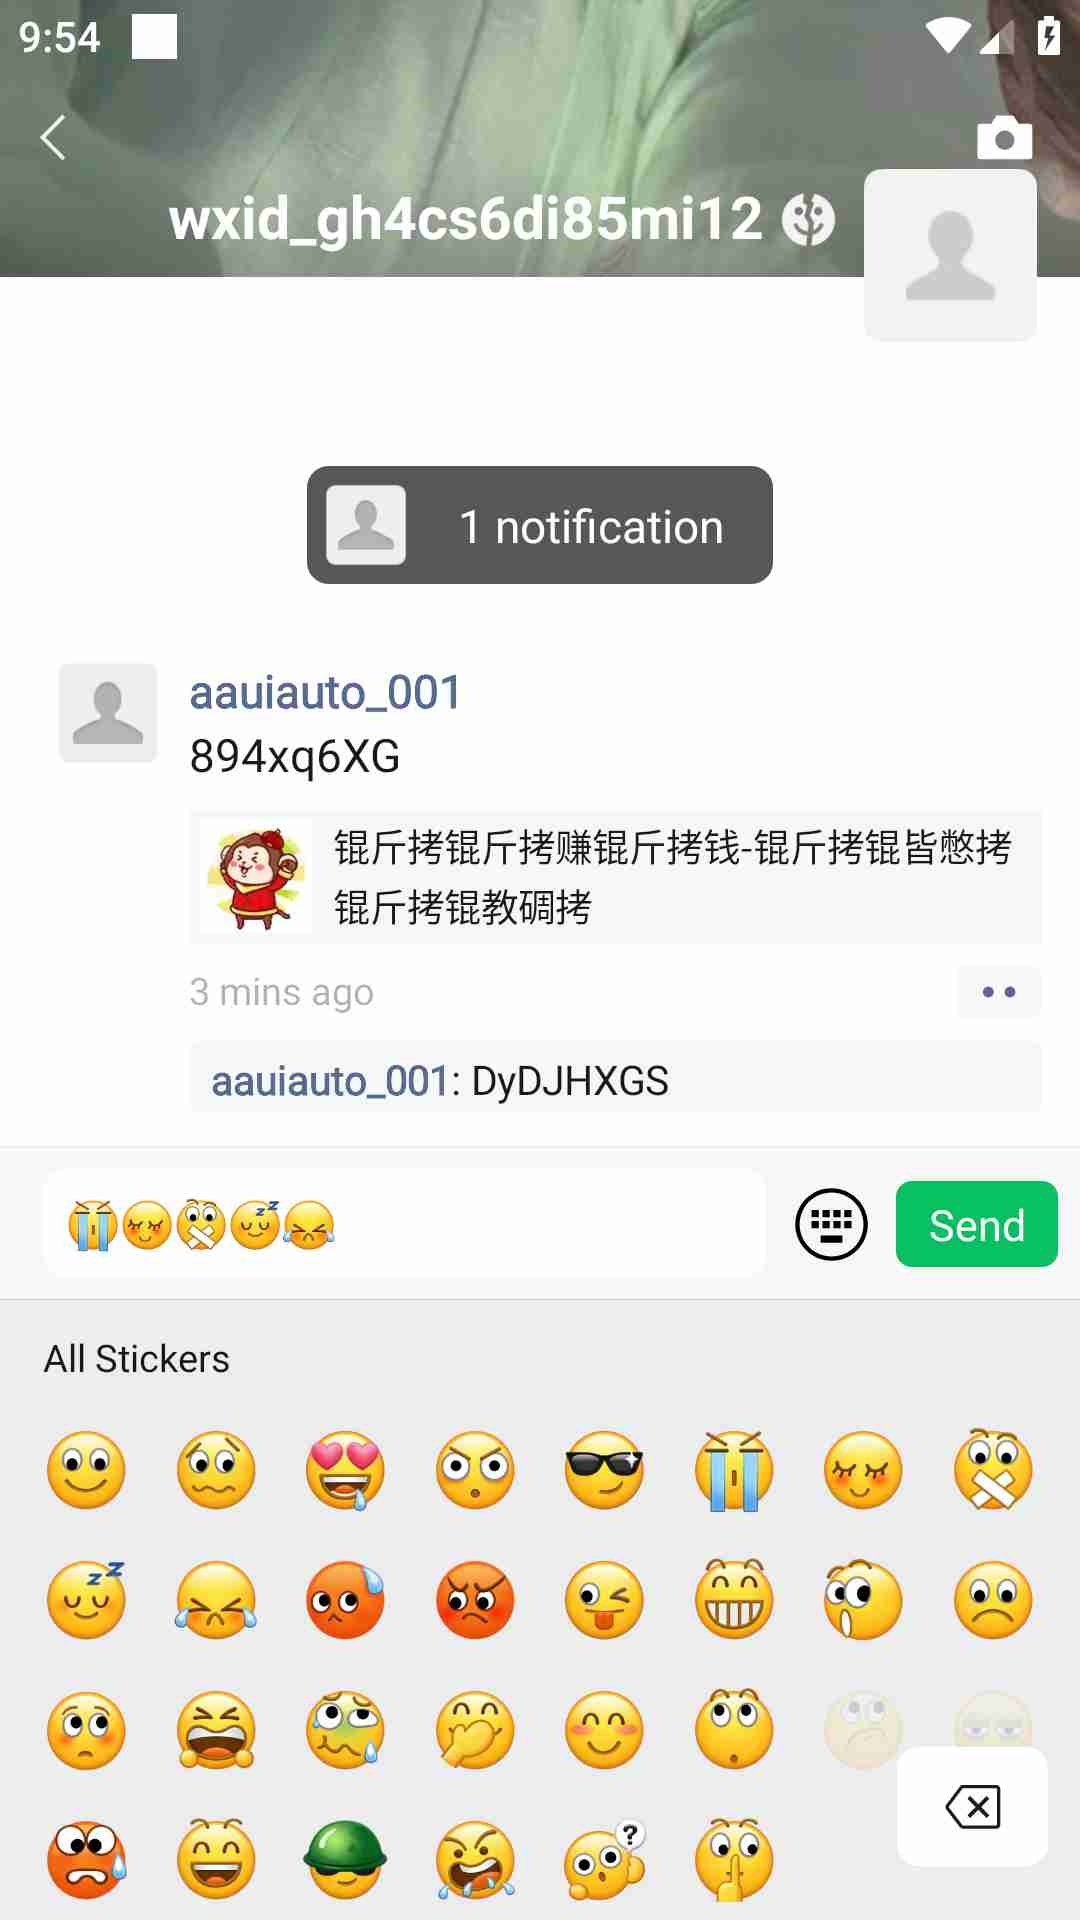 9:54
wxid_gh4cs6di85mi12
1 notification
aauiauto_001
894xq6XG
锟斤拷锟斤拷赚锟斤拷钱-锟斤拷锟皆憋拷
锟斤拷锟教碉拷
3 mins ago
aauiauto_001: DyDJHXGS
Send
All Stickers